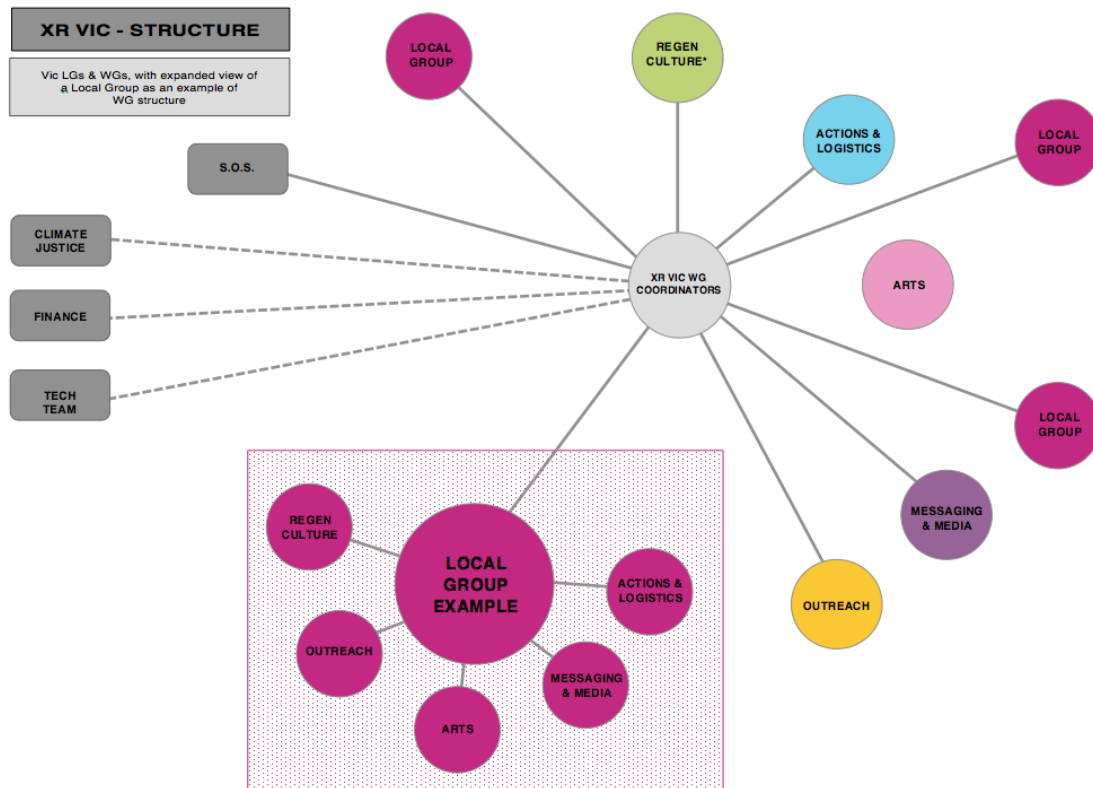 XR VIC - STRUCTURE
Vic LGs & WGs, with expanded view of
a Local Group as an example of
WG structure
LOCAL
GROUP
REGEN
CULTURE*
ACTIONS &
LOGISTICS
LOCAL
GROUP
S.O.S.
CLIMATE
JUSTICE
FINANCE
TECH
TEAM
XR VIC WG
COORDINATORS
ARTS
LOCAL
GROUP
MESSAGING
& MEDIA
OUTREACH
REGEN
CULTURE
LOCAL
GROUP
EXAMPLE
ACTIONS &
LOGISTICS
OUTREACH
MESSAGING
& MEDIA
ARTS